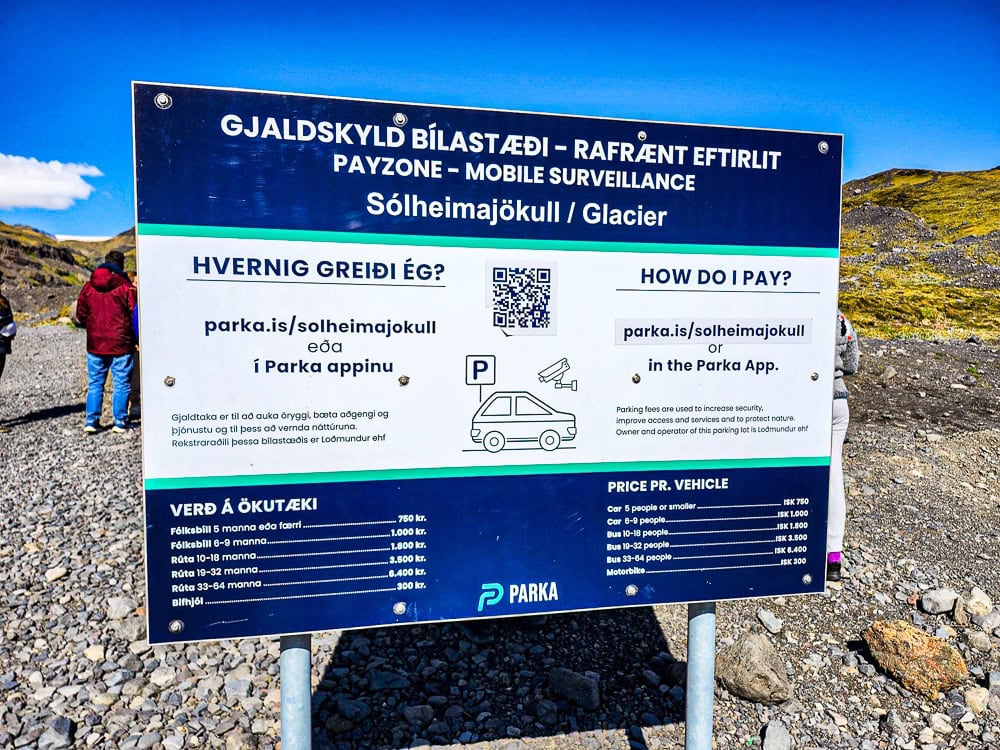 GJALDSKYLD BÍLASTÆÐI - RAFRÆNT EFTIRLIT
PAYZONE - MOBILE SURVEILLANCE
Sólheimajökull / Glacier
HVERNIG GREIÐI ÉG?
parka.is/solheimajokull
eða
í Parka appinu
Gjaldtaka er til að auka öryggi, bæta aðgengi og
þjónustu og til þess að vernda náttúruna.
Rekstraraðili þessa bílastæðis er Loðmundur ehf
P
HOW DO I PAY?
parka.is/solheimajokull
or
in the Parka App.
Parking fees are used to increase security,
improve access and services and to protect nature.
Owner and operator of this parking lot is Loðmundur ehf
VERÐ Á ÖKUTÆKI
Fólksbíll 5 manna eða færri 750 kr.
Fólksbíll 6-9 manna 1.000 kr.
Rúta 10-18 manna 1.800 kr.
Rúta 19-32 manna 3.500 kr.
Rúta 33-64 manna 6.400 kr.
Bifhjól 300 kr.
PARKA
PRICE PR. VEHICLE
Car 5 people or smaller ISK 750
Car 6-9 people ISK 1.000
Bus 10-18 people ISK 1.800
Bus 19-32 people ISK 3.500
Bus 33-64 people ISK 6.400
Motorbike ISK 300